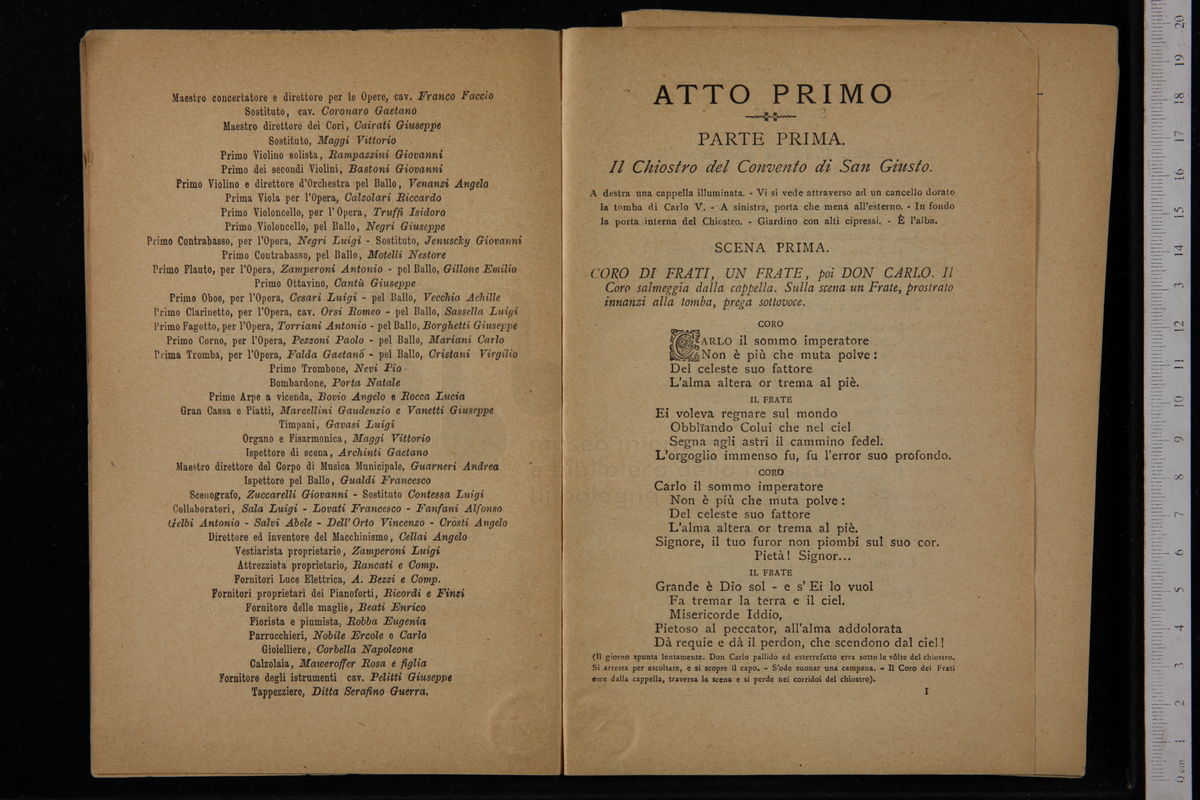 Maestro concertatore e direttore per le Opere, cav. Franco Faccio
Sostituto, cav. Coronaro Gaetano
Maestro direttore dei Cori, Cairati Giuseppe
Sostituto, Maggi Vittorio
Primo Violino solista, Rampazzini Giovanni
Primo dei secondi Violini, Bastoni Giovanni
Primo Violino e direttore d'Orchestra pel Ballo, Venanzi Angelo
Prima Viola per l'Opera, Calzolari Riccardo
Primo Violoncello, per l'Opera, Truffi Isidoro
Primo Violoncello, pel Ballo, Negri Giuseppe
Primo Contrabasso, per l'Opera, Negri Luigi - Sostituto, Jenuscky Giovanni
Primo Contrabasso, pel Ballo, Motelli Nestore
Primo Flauto, per l'Opera, Zamperoni Antonio - pel Ballo, Gillone Emilio
Primo Ottavino, Cantù Giuseppe
Primo Oboe, per l'Opera, Cesari Luigi - pel Ballo, Vecchia Achille
Primo Clarinetto, per l'Opera, cav. Orsi Romeo - pel Ballo, Sassella Luigi
Primo Fagotto, per l'Opera, Torriani Antonio - pel Ballo, Borghetti Giuseppe
Primo Corno, per l'Opera, Pezzoni Paolo - pel Ballo, Mariani Carlo
Prima Tromba, per l'Opera, Falda Gaetano - pel Ballo, Cristani Virgilio
Primo Trombone, Nevi Pio
Bombardone, Porta Natale
Prime Arpe a vicenda, Bovio Angelo e Rocca Lucia
Gran Cassa e Piatti, Marcellini Gaudenzio e Vanetti Giuseppe
Timpani, Gavasi Luigi
Organo e Fisarmonica, Maggi Vittorio
Ispettore di scena, Archinti Gaetano
Maestro direttore del Corpo di Musica Municipale, Guarneri Andrea
Ispettore pel Ballo, Gualdi Francesco
Scenografo, Zuccarelli Giovanni - Sostituto Contessa Luigi
Collaboratori, Sala Luigi - Lovati Francesco - Fanfani Alfonso
Gelbi Antonio - Salvi Abele - Dell'Orto Vincenzo - Crosti Angelo
Direttore ed inventore del Macchinismo, Cellai Angelo
Vestiarista proprietario, Zamperoni Luigi
Attrezzista proprietario, Rancati e Comp.
Fornitori Luce Elettrica, A. Bezzi e Comp.
Fornitori proprietari dei Pianoforti, Ricordi e Finzi
Fornitore delle maglie, Beati Enrico
Fiorista e piumista, Robba Eugenia
Parrucchieri, Nobile Ercole e Carlo
Gioielliere, Corbella Napoleone
Calzolaia, Maweroffer Rosa e figlia
Fornitore degli istrumenti cav. Pelitti Giuseppe
Tappezziere, Ditta Serafino Guerra.
ATTO PRIMO
PARTE PRIMA.
Il Chiostro del Convento di San Giusto.
A destra una cappella illuminata. - Vi si vede attraverso ad un cancello dorato
la tomba di Carlo V. - A sinistra, porta che mena all'esterno. - In fondo
la porta interna del Chiostro. - Giardino con alti cipressi. - È l'alba.
SCENA PRIMA.
CORO DI FRATI, UN FRATE, poi DON CARLO. Il
Coro salmeggia dalla cappella. Sulla scena un Frate, prostrato
innanzi alla tomba, prega sottovoce.
CORO
CARLO il sommo imperatore
Non è più che muta polve :
Del celeste suo fattore
L'alma altera or trema al piè.
IL FRATE
Ei voleva regnare sul mondo
Obblïando Colui che nel ciel
Segna agli astri il cammino fedel.
L'orgoglio immenso fu, fu l'error suo profondo.
CORO
Carlo il sommo imperatore
Non è più che muta polve :
Del celeste suo fattore
L'alma altera or trema al piè.
Signore, il tuo furor non piombi sul suo cor.
Pietà! Signor...
IL FRATE
Grande è Dio sol - e s' Ei lo vuol
Fa tremar la terra e il ciel.
Misericorde Iddio,
Pietoso al peccator, all'alma addolorata
Dà requie e dà il perdon, che scendono dal ciel !
(Il giorno spunta lentamente. Don Carlo pallido ed esterrefatto erra sotto le vôlte del chiostro.
Si arresta per ascoltare, e si scopre il capo. - S'ode suonar una campana. - Il Coro dei Frati
esce dalla cappella, traversa la scena e si perde nei corridoi del chiostro).
I
0 cm 1 2 3 4 5 6 7 8 9 10 11 12 13 14 15 16 17 18 19 20